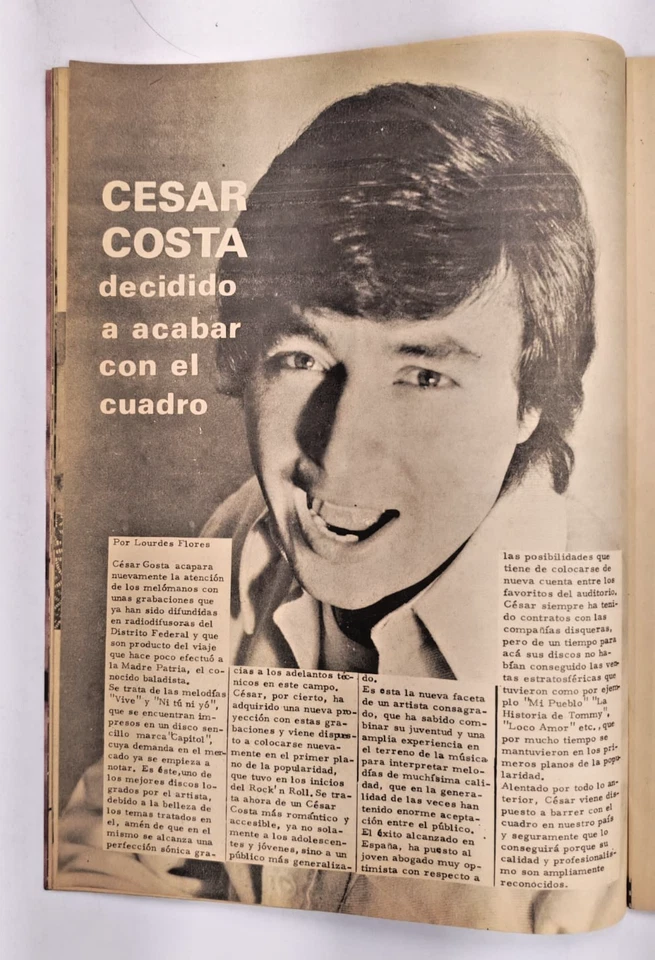 CESAR
COSTA
decidido
a acabar
con el
cuadro
Por Lourdes Flores
César Gosta acapara
nuevamente la atención
de los melómanos con
unas grabaciones que
ya han sido difundidas
en radiodifusoras del
Distrito Federal y que
son producto del viaje
que hace poco efectuó a
la Madre Patria, el co-
nocido baladista.
Se trata de las melodías
"Vive" y "Ni tú ni yó",
que se encuentran im-
presos en un disco sen-
cillo marca "Capitol",
cuya demanda en el mer-
cado ya se empieza a
notar, Es éste, uno de
los mejores discos lo-
grados por el artista,
debido a la belleza de
los temas tratados en
el, amén de que en el
mismo se alcanza una
perfección sónica gra-
cias a los adelantos téc-
nicos en este campo.
César, por cierto, ha
adquirido una nueva pro-
yección con estas gra-
baciones y viene dispues-
to a colocarse nueva-
mente en el primer pla-
no de la popularidad,
que tuvo en los inicios
del Rock'n Roll. Se tra-
ta ahora de un César
Costa más romántico y
accesible, ya no sola-
mente a los adolescen-
tes y jóvenes, sino a un
público más generaliza-
do.
Es ésta la nueva faceta
de un artista consagra-
do, que ha sabido com-
binar su juventud y una
amplia experiencia en
el terreno de la música
para interpretar melo-
días de muchísima cali-
dad, que en la genera-
lidad de las veces han
tenido enorme acepta-
ción entre el público.
El éxito alcanzado en
España, ha puesto al
joven abogado muy op-
timista con respecto a
las posibilidades que
tiene de colocarse de
nueva cuenta entre los
favoritos del auditorio.
César siempre ha teni-
do contratos con las
compañías disqueras,
pero de un tiempo para
acá sus discos no ha-
bían conseguido las ven-
tas estratosféricas que
tuvieron como por ejem-
plo "Mi Pueblo" "La
Historia de Tommy",
"Loco Amor" etc., que
por mucho tiempo se
mantuvieron en los pri-
meros planos de la popu-
laridad.
Alentado por todo lo an-
terior, César viene dis-
puesto a barrer con el
cuadro en nuestro país
y seguramente que lo
conseguirá porque su
calidad y profesionalis-
mo son ampliamente
reconocidos.